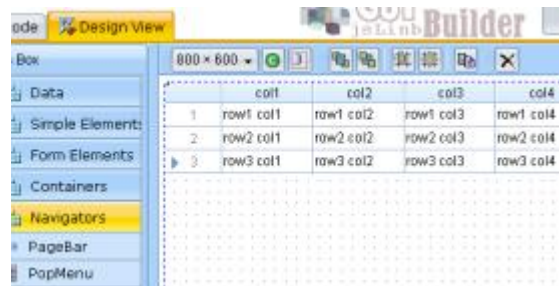 ode Design View
Builder
Box 800 × 600
Data col1 col2 col3 col4
1 row1 col1 row1 col2 row1 col3 row1 col4
Simple Elements
2 row2 col1 row2 col2 row2 col3 row2 col4
Form Elements
3 row3 col1 row3 col2 row3 col3 row3 col4
Containers
Navigators
PageBar
PopMenu